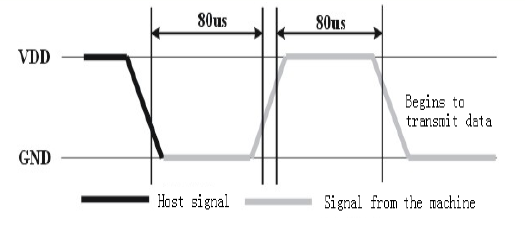 80us 80us
VDD
Begins to
transmit data
GND
Host signal Signal from the machine